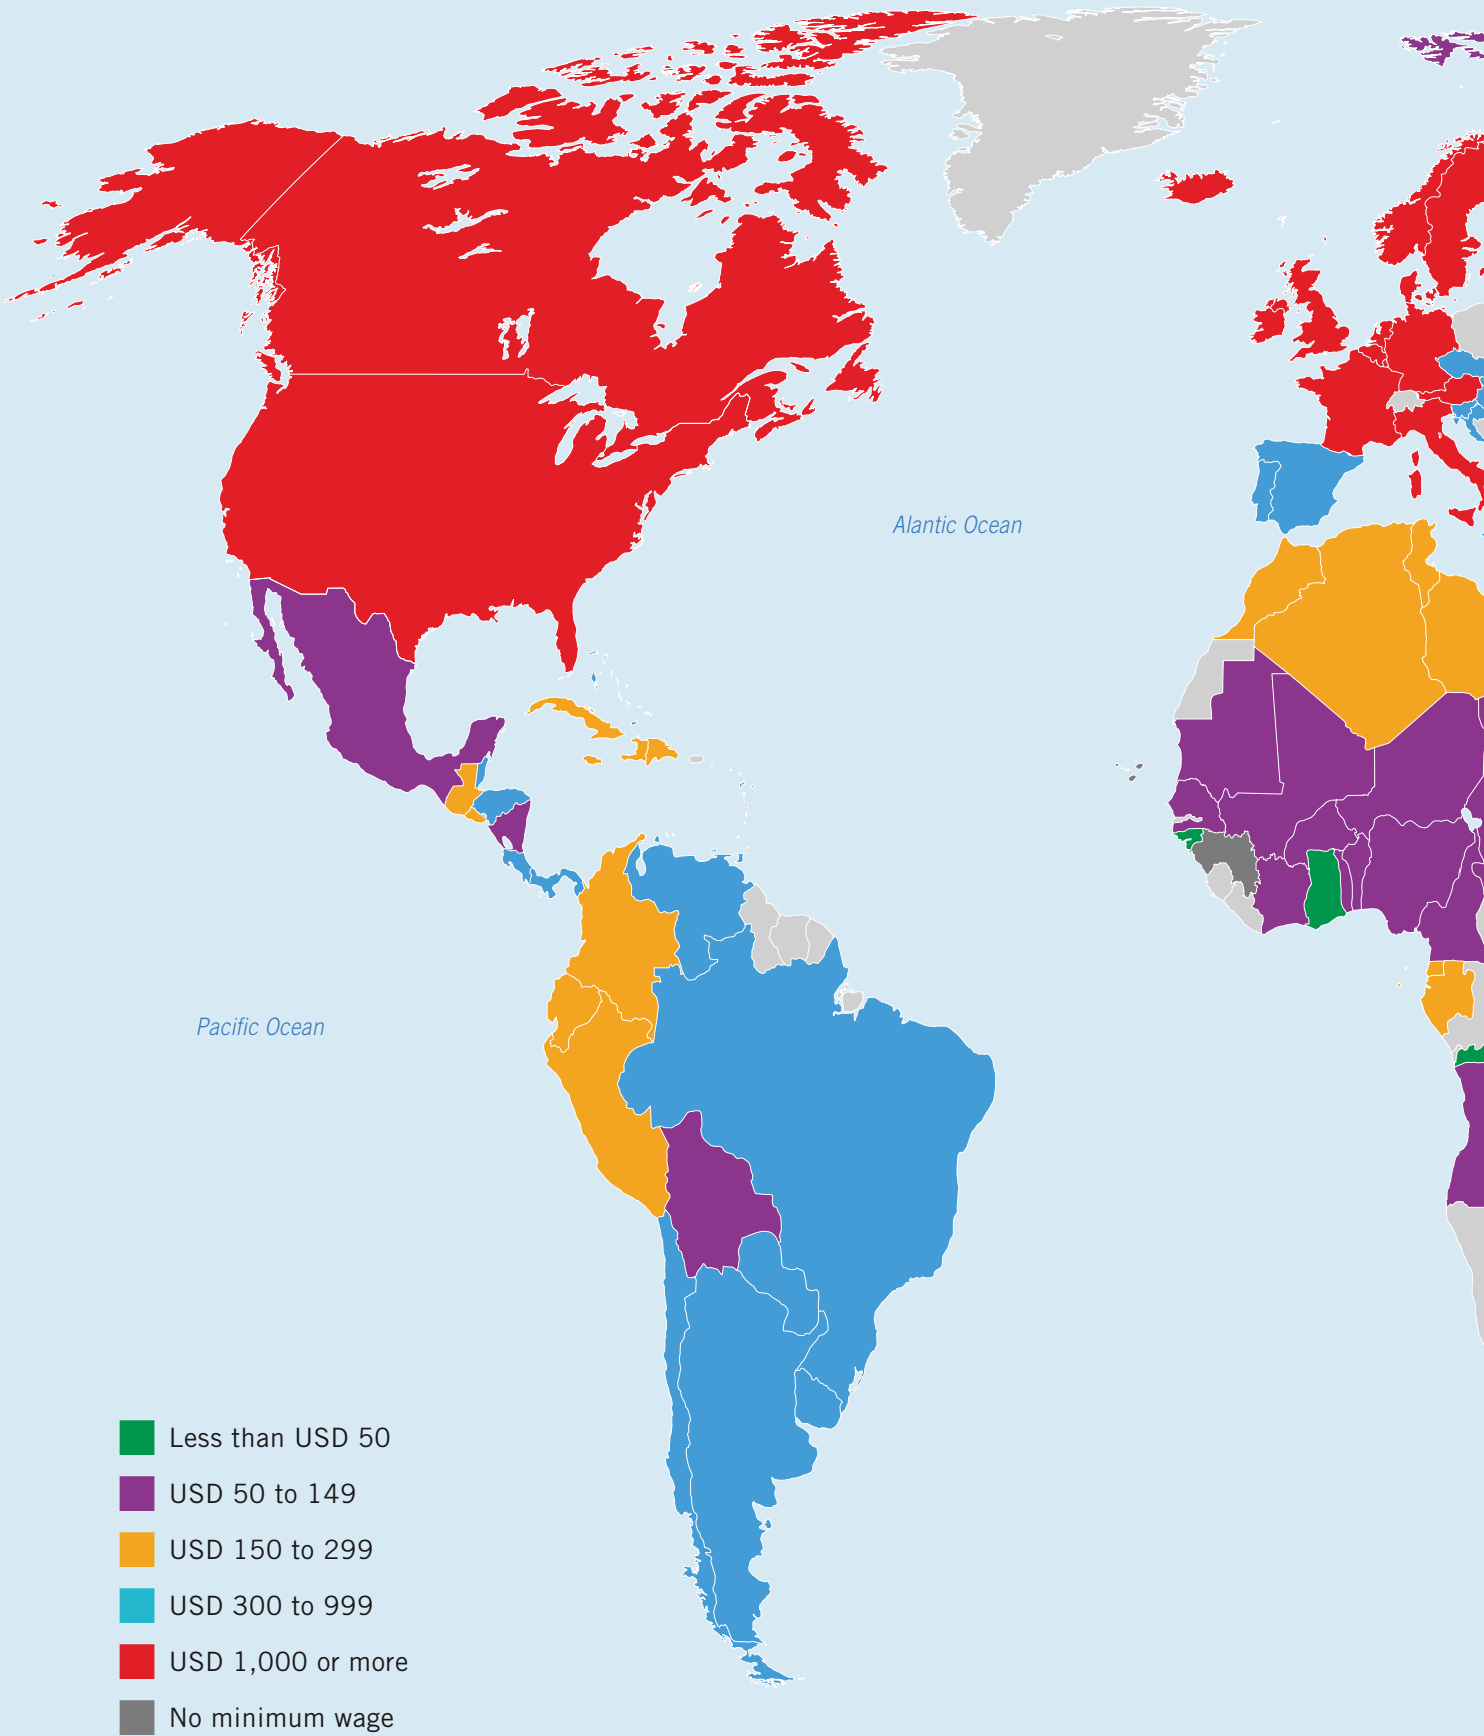 Alantic Ocean
Pacific Ocean
Less than USD 50
USD 50 to 149
USD 150 to 299
USD 300 to 999
USD 1,000 or more
No minimum wage